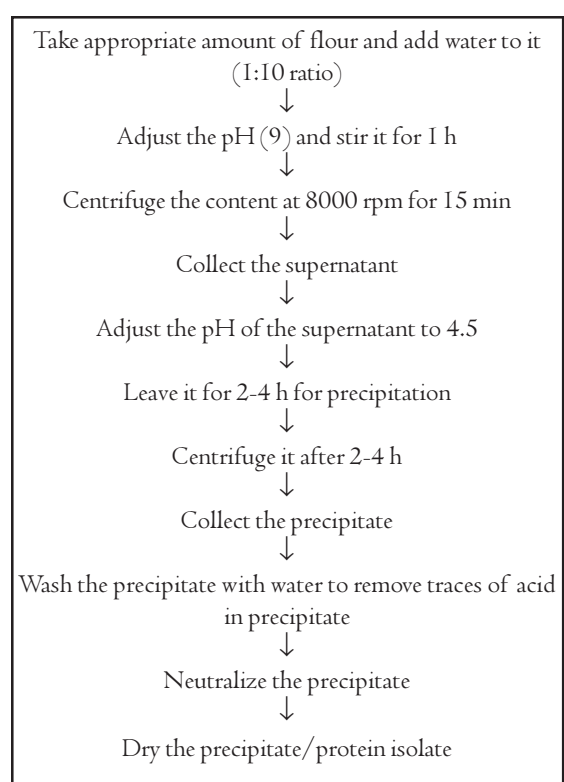 Take appropriate amount of flour and add water to it
(1:10 ratio)
↓
Adjust the pH (9) and stir it for 1 h
↓
Centrifuge the content at 8000 rpm for 15 min
↓
Collect the supernatant
↓
Adjust the pH of the supernatant to 4.5
↓
Leave it for 2-4 h for precipitation
↓
Centrifuge it after 2-4 h
↓
Collect the precipitate
↓
Wash the precipitate with water to remove traces of acid
in precipitate
↓
Neutralize the precipitate
↓
Dry the precipitate/protein isolate